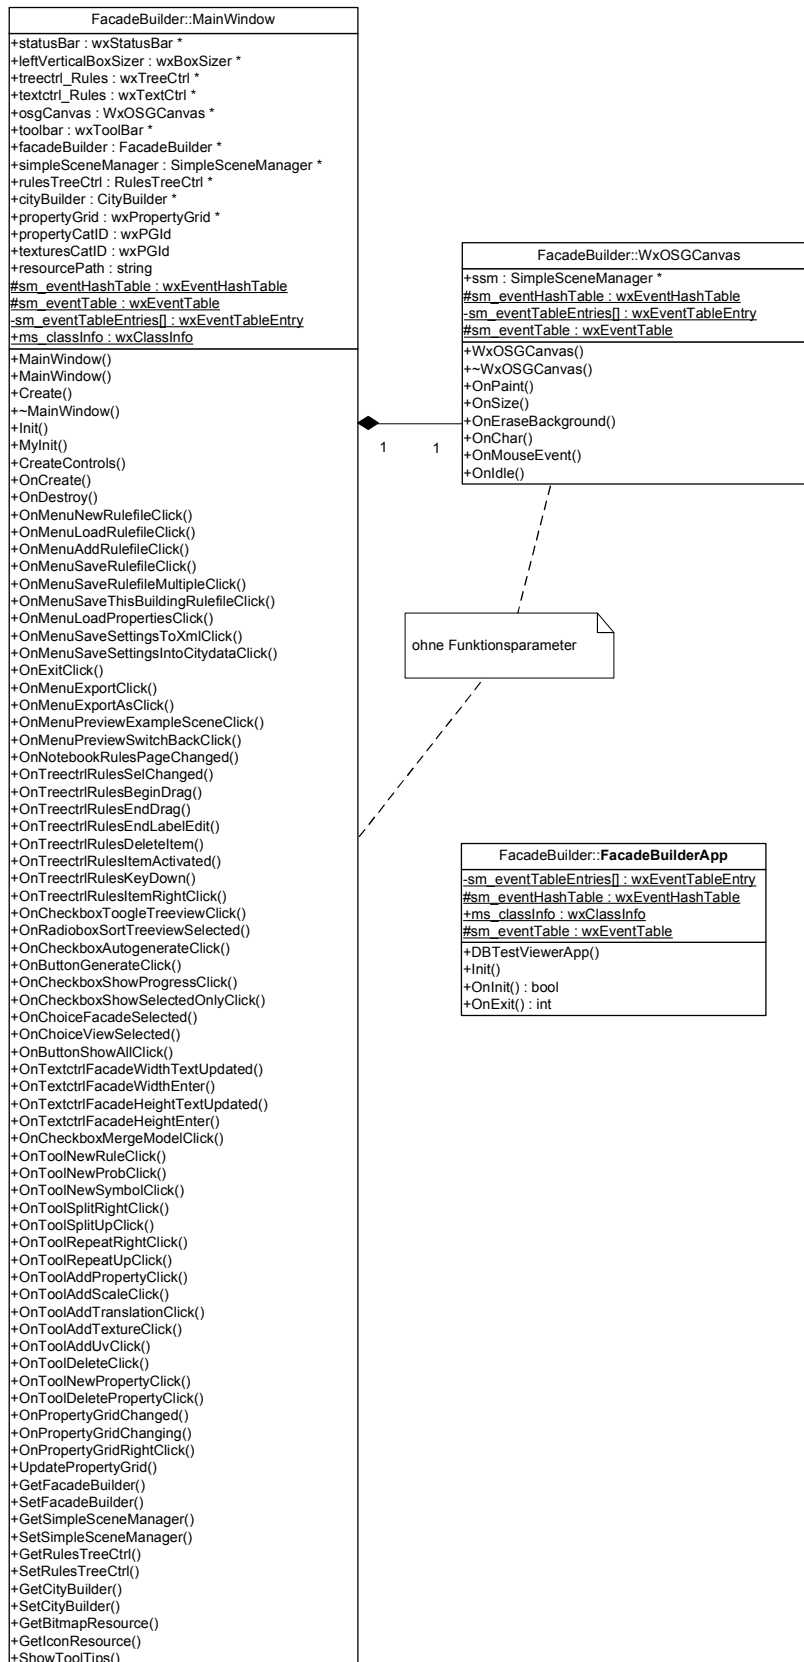 FacadeBuilder::MainWindow
+statusBar : wxStatusBar *
+leftVerticalBoxSizer : wxBoxSizer *
+treectrl_Rules : wxTreeCtrl *
+textctrl_Rules : wxTextCtrl *
+osgCanvas : WxOSGCanvas *
+toolbar : wxToolBar *
+facadeBuilder : FacadeBuilder *
+simpleSceneManager : SimpleSceneManager *
+rulesTreeCtrl : RulesTreeCtrl *
+cityBuilder : CityBuilder *
+propertyGrid : wxPropertyGrid *
+propertyCatID : wxPGId
+texturesCatID : wxPGId
+resourcePath : string
#sm_eventHashTable : wxEventHashTable
#sm_eventTable : wxEventTable
-sm_eventTableEntries[] : wxEventTableEntry
+ms_classInfo : wxClassInfo
+MainWindow()
+MainWindow()
+Create()
+~MainWindow()
+Init()
+MyInit()
+CreateControls()
+OnCreate()
+OnDestroy()
+OnMenuNewRulefileClick()
+OnMenuLoadRulefileClick()
+OnMenuAddRulefileClick()
+OnMenuSaveRulefileClick()
+OnMenuSaveRulefileMultipleClick()
+OnMenuSaveThisBuildingRulefileClick()
+OnMenuLoadPropertiesClick()
+OnMenuSaveSettingsToXmlClick()
+OnMenuSaveSettingsIntoCitydataClick()
+OnExitClick()
+OnMenuExportClick()
+OnMenuExportAsClick()
+OnMenuPreviewExampleSceneClick()
+OnMenuPreviewSwitchBackClick()
+OnNotebookRulesPageChanged()
+OnTreectrlRulesSelChanged()
+OnTreectrlRulesBeginDrag()
+OnTreectrlRulesEndDrag()
+OnTreectrlRulesEndLabelEdit()
+OnTreectrlRulesDeleteItem()
+OnTreectrlRulesItemActivated()
+OnTreectrlRulesKeyDown()
+OnTreectrlRulesItemRightClick()
+OnCheckboxToogleTreeviewClick()
+OnRadioboxSortTreeviewSelected()
+OnCheckboxAutogenerateClick()
+OnButtonGenerateClick()
+OnCheckboxShowProgressClick()
+OnCheckboxShowSelectedOnlyClick()
+OnChoiceFacadeSelected()
+OnChoiceViewSelected()
+OnButtonShowAllClick()
+OnTextctrlFacadeWidthTextUpdated()
+OnTextctrlFacadeWidthEnter()
+OnTextctrlFacadeHeightTextUpdated()
+OnTextctrlFacadeHeightEnter()
+OnCheckboxMergeModelClick()
+OnToolNewRuleClick()
+OnToolNewProbClick()
+OnToolNewSymbolClick()
+OnToolSplitRightClick()
+OnToolSplitUpClick()
+OnToolRepeatRightClick()
+OnToolRepeatUpClick()
+OnToolAddPropertyClick()
+OnToolAddScaleClick()
+OnToolAddTranslationClick()
+OnToolAddTextureClick()
+OnToolAddUvClick()
+OnToolDeleteClick()
+OnToolNewPropertyClick()
+OnToolDeletePropertyClick()
+OnPropertyGridChanged()
+OnPropertyGridChanging()
+OnPropertyGridRightClick()
+UpdatePropertyGrid()
+GetFacadeBuilder()
+SetFacadeBuilder()
+GetSimpleSceneManager()
+SetSimpleSceneManager()
+GetRulesTreeCtrl()
+SetRulesTreeCtrl()
+GetCityBuilder()
+SetCityBuilder()
+GetBitmapResource()
+GetIconResource()
+ShowToolTips()
1
1
FacadeBuilder::WxOSGCanvas
+ssm : SimpleSceneManager *
#sm_eventHashTable : wxEventHashTable
-sm_eventTableEntries[] : wxEventTableEntry
#sm_eventTable : wxEventTable
+WxOSGCanvas()
+~WxOSGCanvas()
+OnPaint()
+OnSize()
+OnEraseBackground()
+OnChar()
+OnMouseEvent()
+OnIdle()
ohne Funktionsparameter
FacadeBuilder::FacadeBuilderApp
-sm_eventTableEntries[] : wxEventTableEntry
#sm_eventHashTable : wxEventHashTable
+ms_classInfo : wxClassInfo
#sm_eventTable : wxEventTable
+DBTestViewerApp()
+Init()
+OnInit() : bool
+OnExit() : int